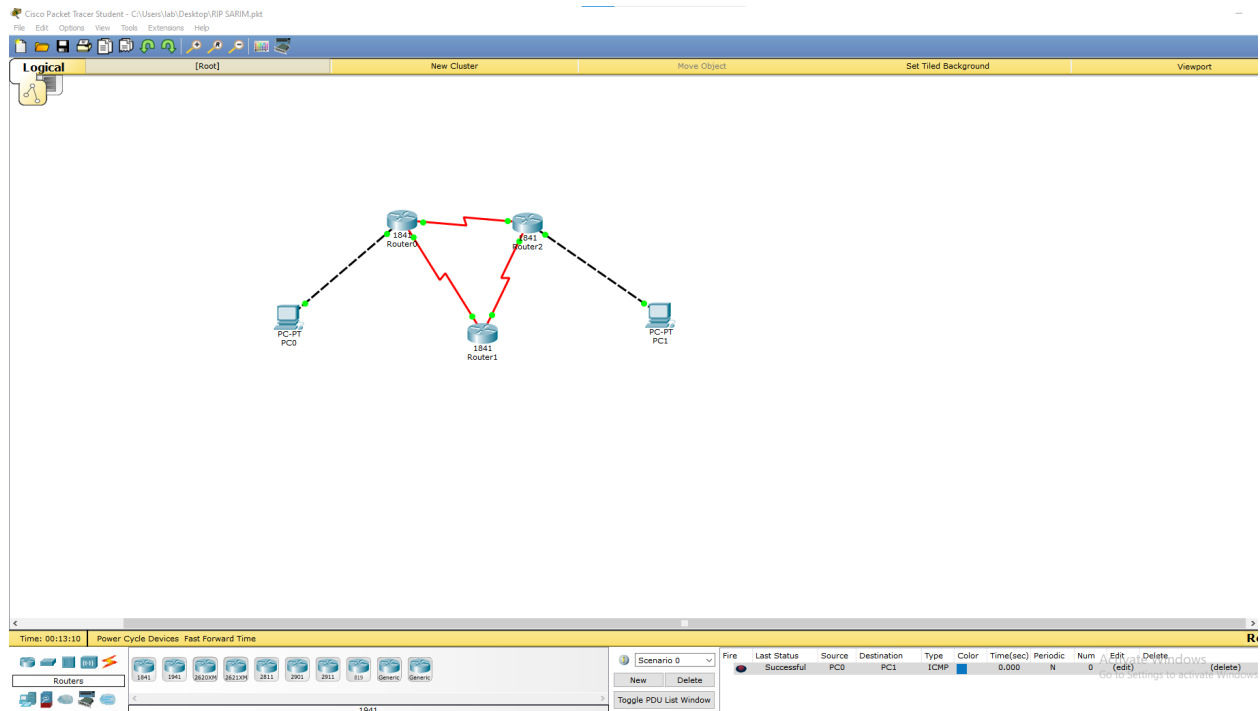 Cisco Packet Tracer Student - C:\Users\lab\Desktop\RIP SARIM.pkt
File Edit Options View Tools Extensions Help
Logical [Root] New Cluster Move Object Set Tiled Background Viewport
1841
Router0
1841
Router2
PC-PT
PC0
1841
Router1
PC-PT
PC1
Time: 00:13:10 Power Cycle Devices Fast Forward Time
Routers
1841 1941 2620XM 2621XM 2811 2901 2911 819 Generic Generic
1941
Scenario 0
New Delete
Toggle PDU List Window
Fire Last Status Source Destination Type Color Time(sec) Periodic Num Edit Delete
Successful PC0 PC1 ICMP 0.000 N 0 (edit) (delete)
Activate Windows
Go to Settings to activate Windows